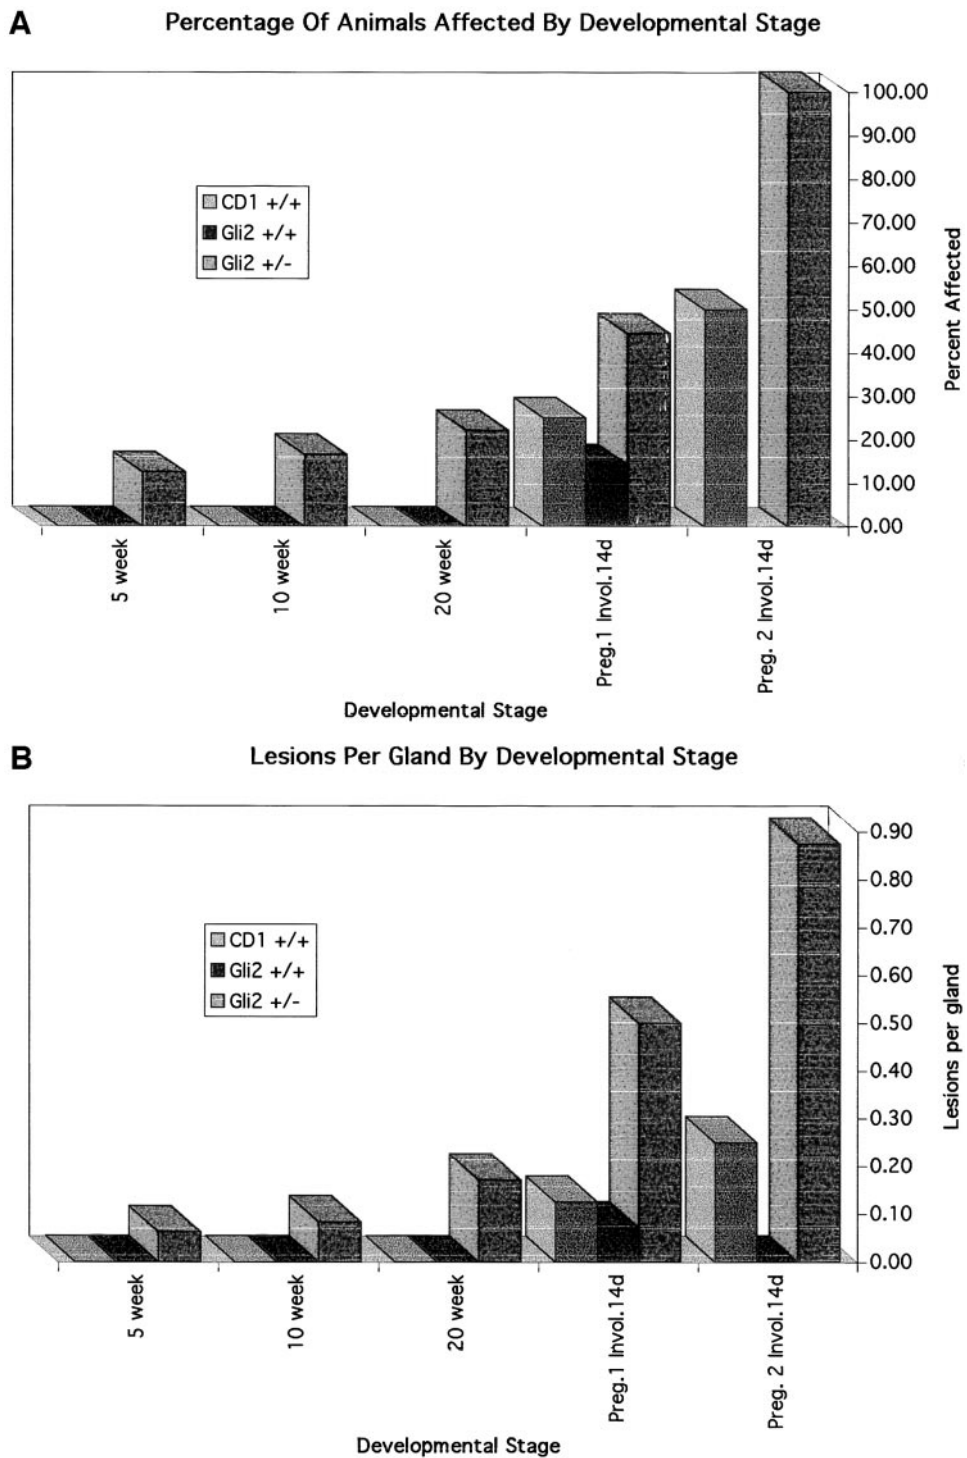 A
Percentage Of Animals Affected By Developmental Stage
CD1 +/+
Gli2 +/+
Gli2 +/-
100.00
90.00
80.00
70.00
60.00
50.00
40.00
30.00
20.00
10.00
0.00
Percent Affected
5 week
10 week
20 week
Preg.1 Invol.14d
Preg. 2 Invol.14d
Developmental Stage
B
Lesions Per Gland By Developmental Stage
CD1 +/+
Gli2 +/+
Gli2 +/-
0.90
0.80
0.70
0.60
0.50
0.40
0.30
0.20
0.10
0.00
Lesions per gland
5 week
10 week
20 week
Preg.1 Invol.14d
Preg. 2 Invol.14d
Developmental Stage